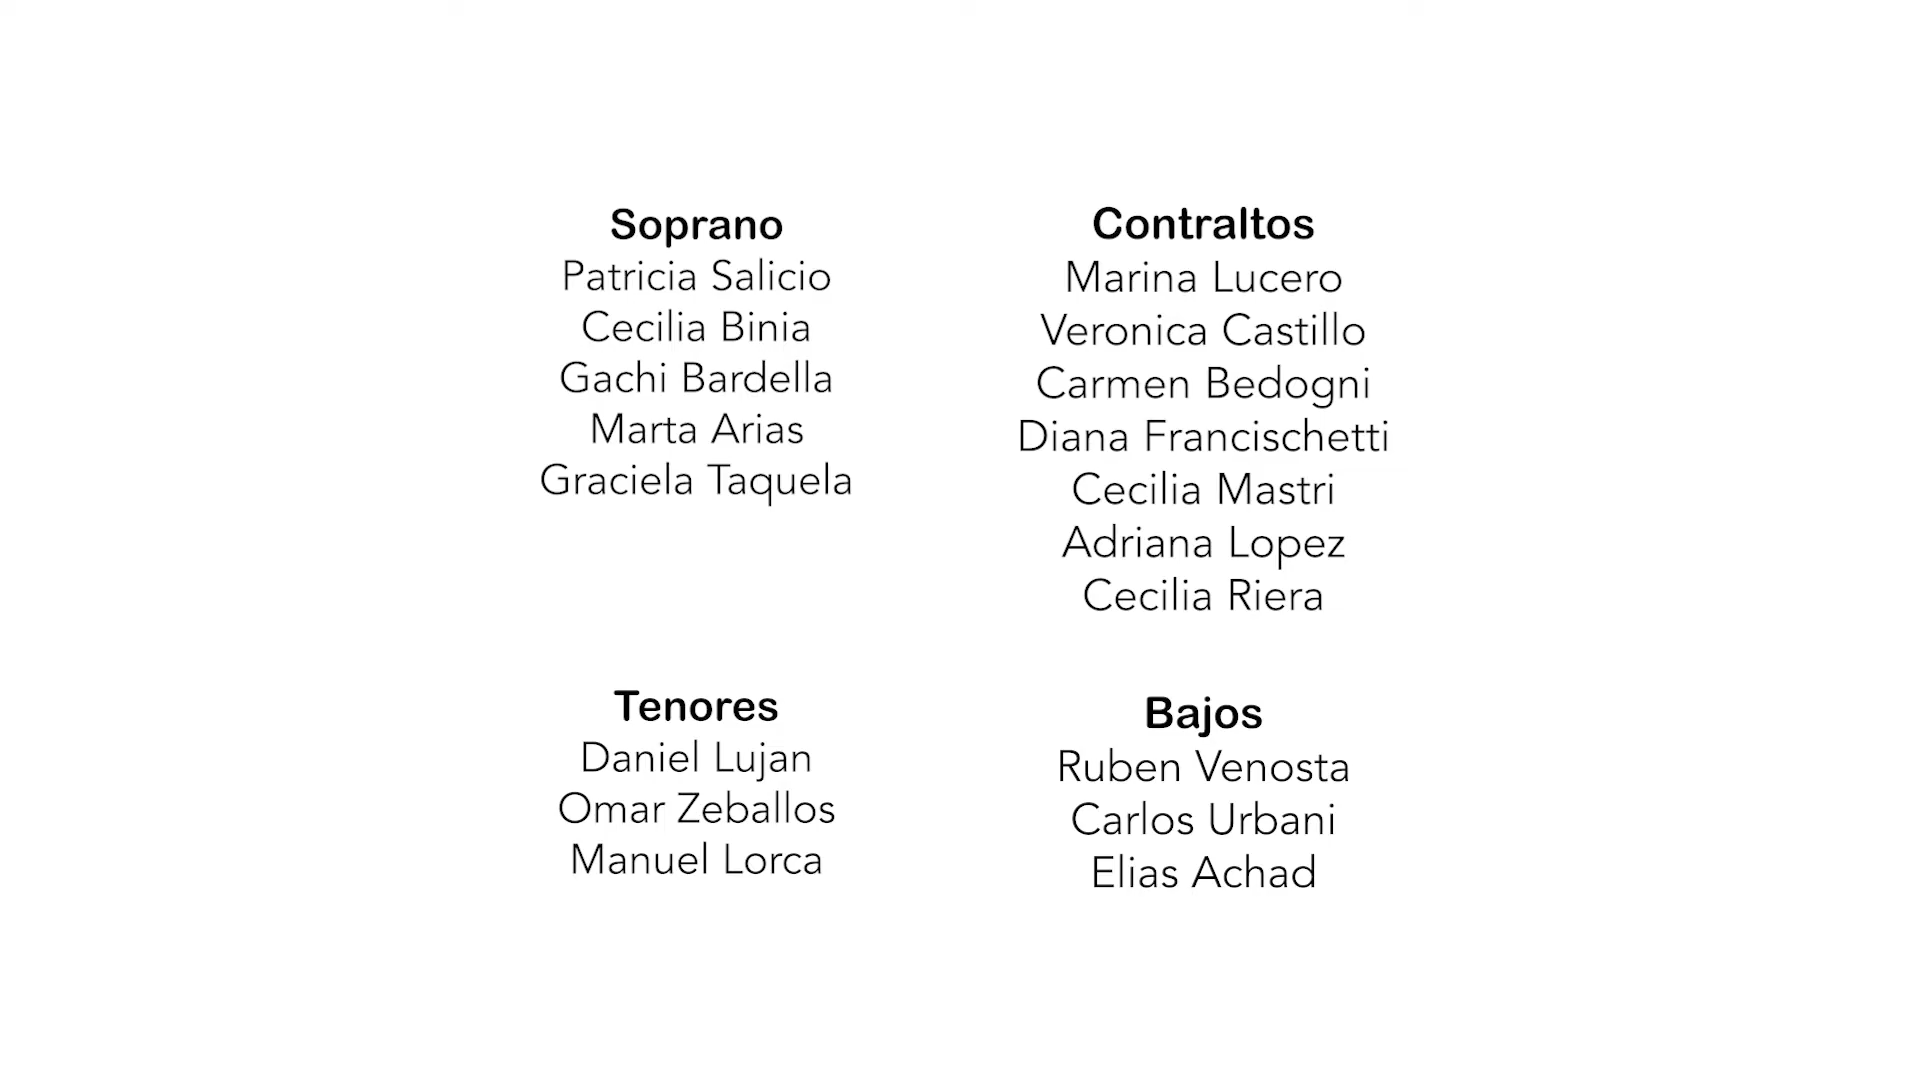 Soprano
Patricia Salicio
Cecilia Binia
Gachi Bardella
Marta Arias
Graciela Taquela
Contraltos
Marina Lucero
Veronica Castillo
Carmen Bedogni
Diana Francischetti
Cecilia Mastri
Adriana Lopez
Cecilia Riera
Tenores
Daniel Lujan
Omar Zeballos
Manuel Lorca
Bajos
Ruben Venosta
Carlos Urbani
Elias Achad